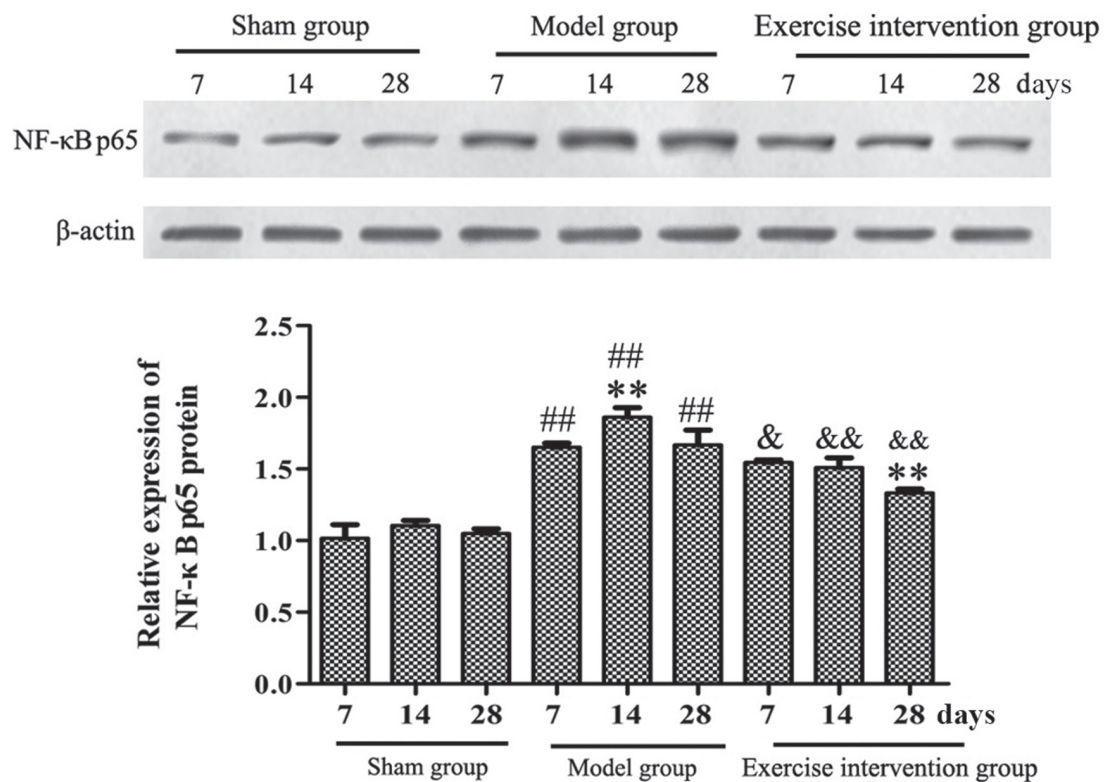 Sham group Model group Exercise intervention group
7 14 28 7 14 28 7 14 28 days
NF-κB p65
β-actin
Relative expression of
NF-κ B p65 protein
2.5
2.0
1.5
1.0
0.5
0.0
##
**
##
##
&
&&
&&
**
7 14 28 7 14 28 7 14 28 days
Sham group Model group Exercise intervention group